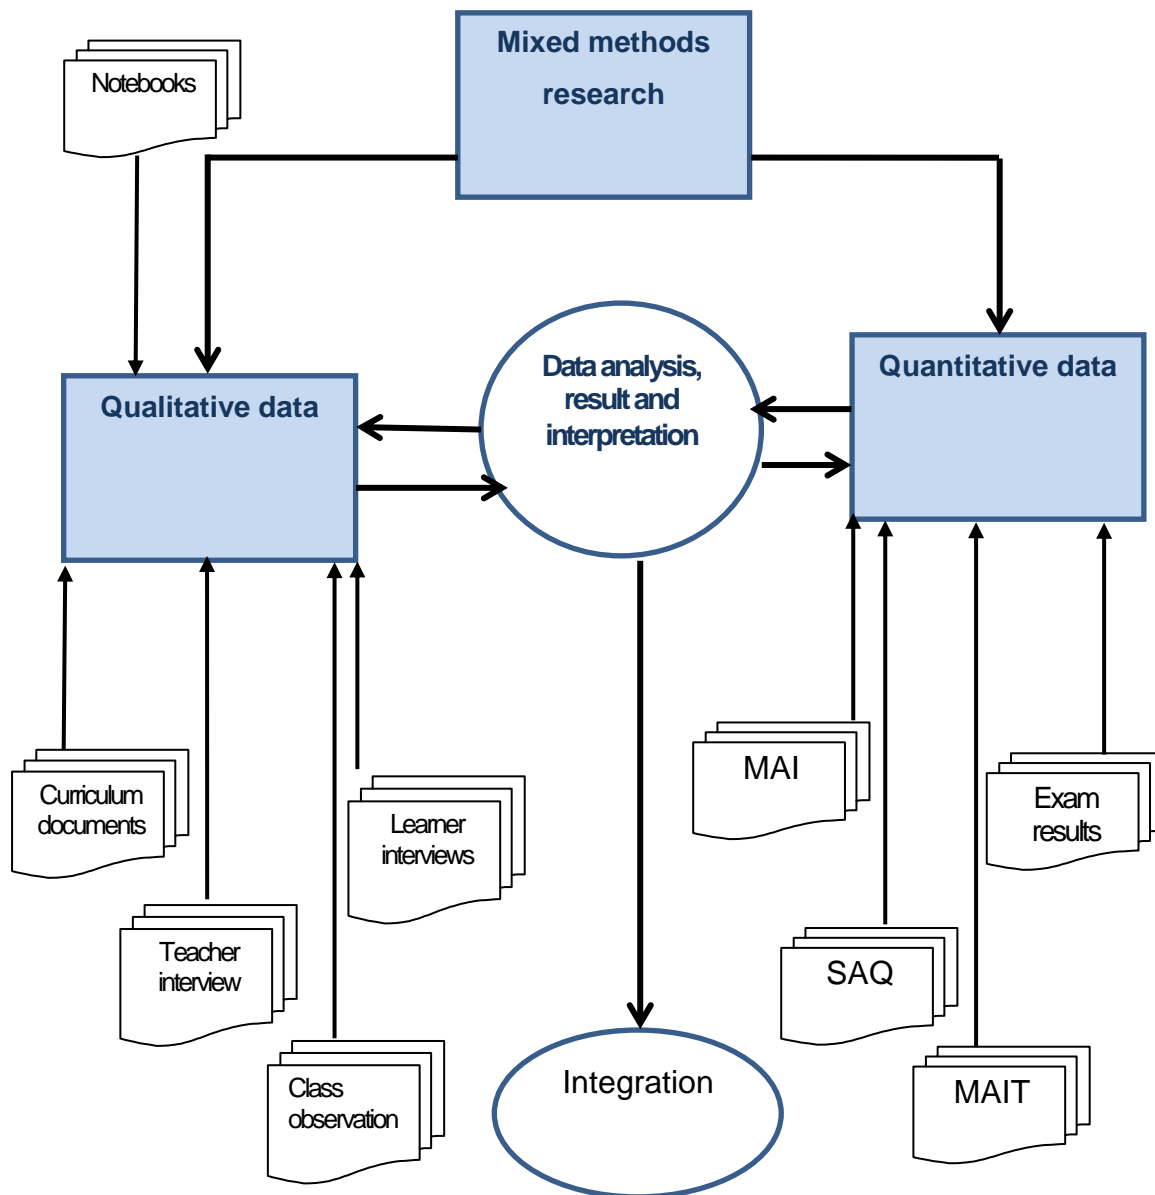 Mixed methods
research
Notebooks
Data analysis,
result and
interpretation
Quantitative data
Qualitative data
MAI
Exam
results
Curriculum
documents
Learner
interviews
Teacher
interview
SAQ
Integration
MAIT
Class
observation